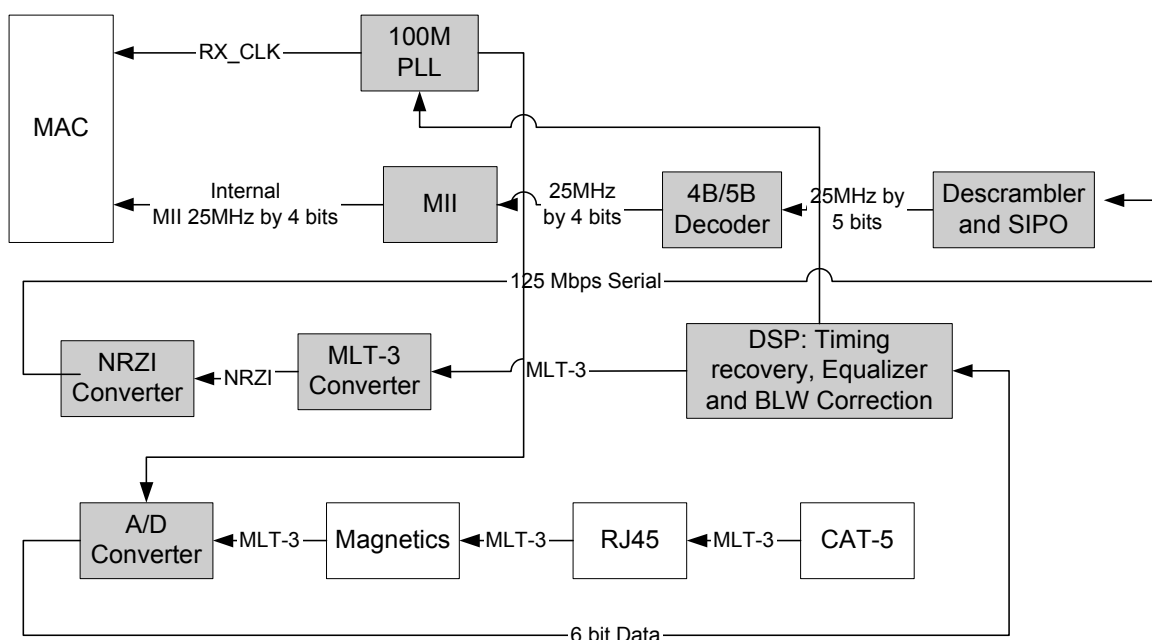 100M
PLL
RX_CLK
MAC
Internal
MII 25MHz by 4 bits
MII
25MHz
by 4 bits
4B/5B
Decoder
25MHz by
5 bits
Descrambler
and SIPO
125 Mbps Serial
NRZI
Converter
NRZI
MLT-3
Converter
MLT-3
DSP: Timing
recovery, Equalizer
and BLW Correction
A/D
Converter
MLT-3
Magnetics
MLT-3
RJ45
MLT-3
CAT-5
6 bit Data